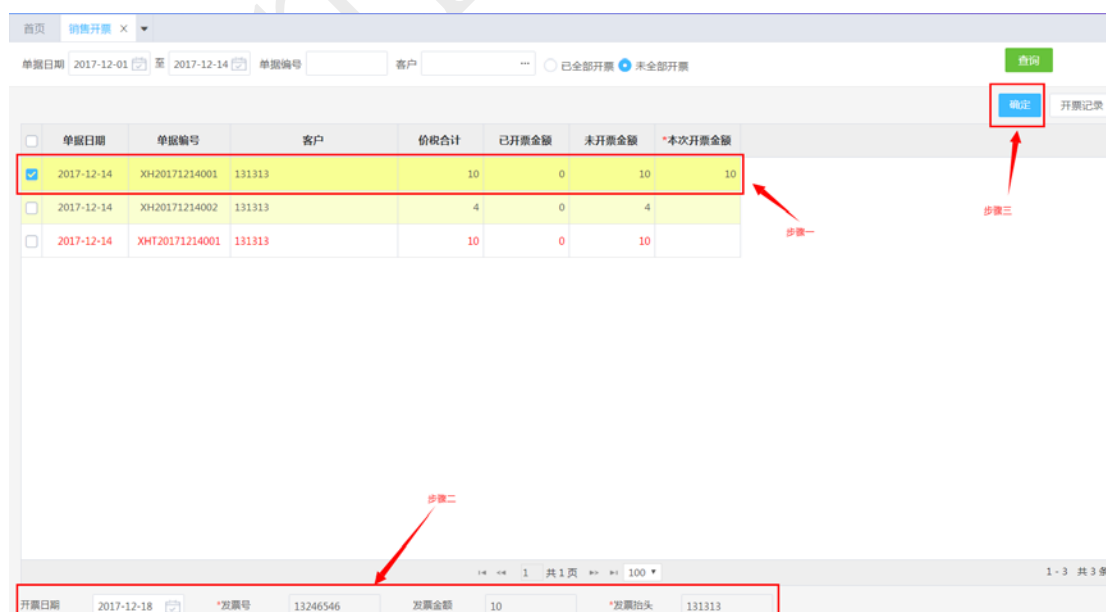 首页 销售开票 ×
单据日期 2017-12-01 至 2017-12-14 单据编号 客户 ··· 已全部开票 未全部开票 查询
确定 开票记录
单据日期 单据编号 客户 价税合计 已开票金额 未开票金额 *本次开票金额
2017-12-14 XH20171214001 131313 10 0 10 10
2017-12-14 XH20171214002 131313 4 0 4
2017-12-14 XHT20171214001 131313 10 0 10
步骤三
步骤一
步骤二
1 共1页 100 1 - 3 共3条
开票日期 2017-12-18 *发票号 13246546 发票金额 10 *发票抬头 131313